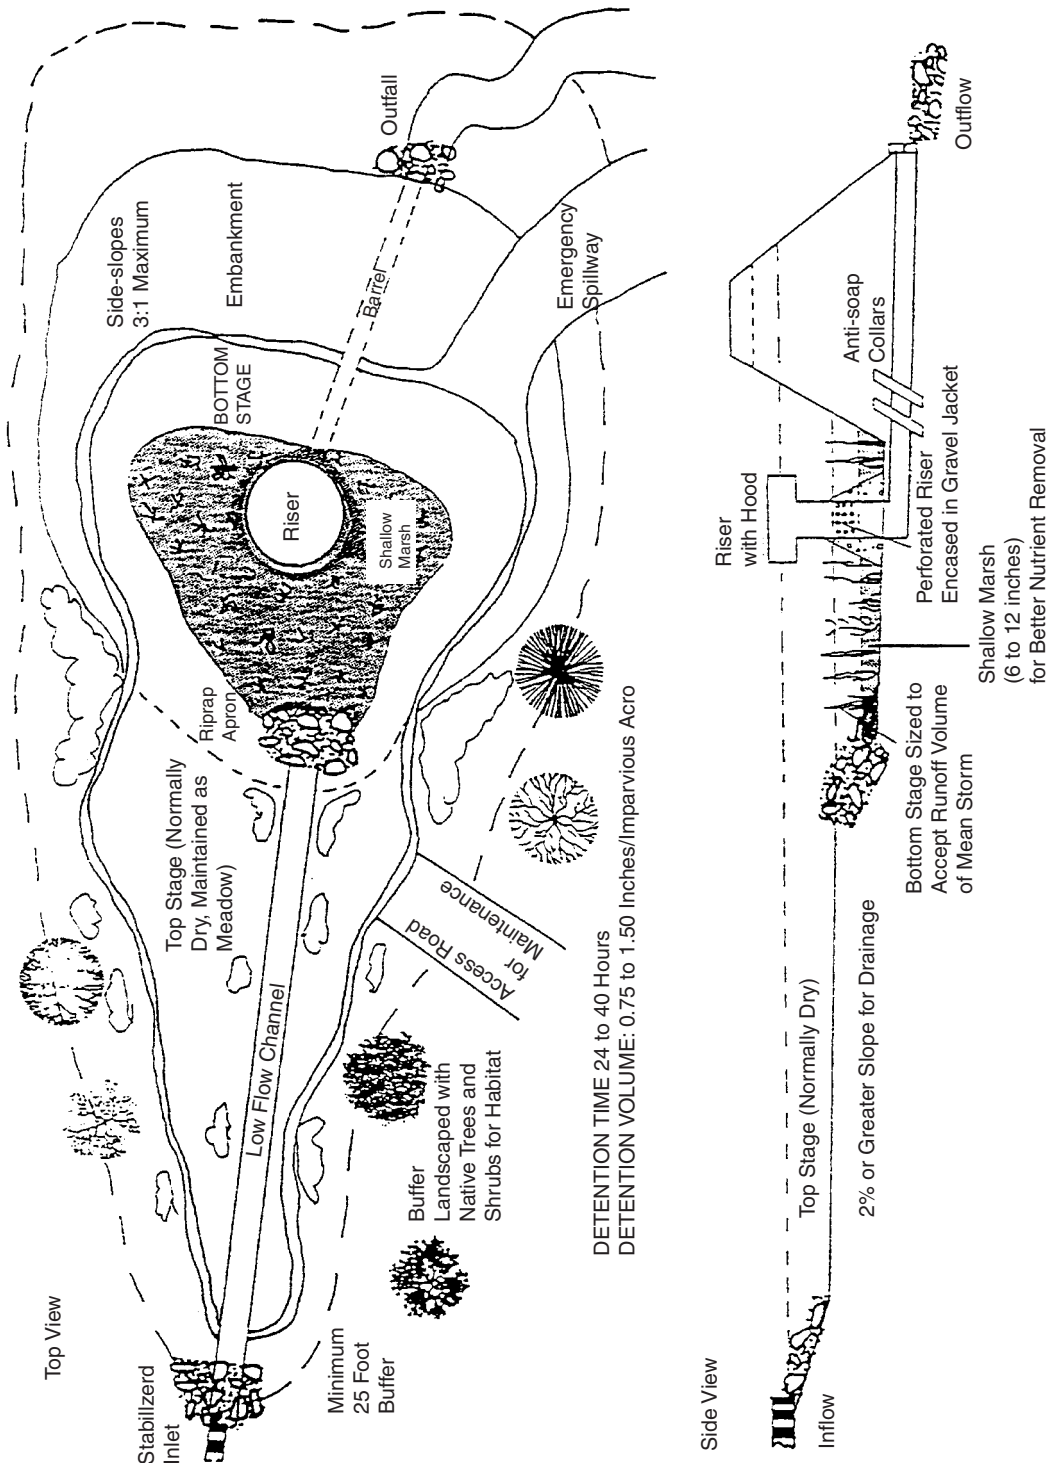 Top View
Stabillzerd
Inlet
Minimum
25 Foot
Buffer
Buffer
Landscaped with
Native Trees and
Shrubs for Habitat
Low Flow Channel
Top Stage (Normally
Dry, Maintained as
Meadow)
Access Road
for
Maintenance
Riprap
Apron
Shallow
Marsh
Riser
BOTTOM
STAGE
Side-slopes
3:1 Maximum
Embankment
Barrel
Outfall
Emergency
Spillway
DETENTION TIME 24 to 40 Hours
DETENTION VOLUME: 0.75 to 1.50 Inches/Imparvious Acro
Side View
Inflow
Top Stage (Normally Dry)
2% or Greater Slope for Drainage
Bottom Stage Sized to
Accept Runoff Volume
of Mean Storm
Shallow Marsh
(6 to 12 inches)
for Better Nutrient Removal
Riser
with Hood
Perforated Riser
Encased in Gravel Jacket
Anti-soap
Collars
Outflow